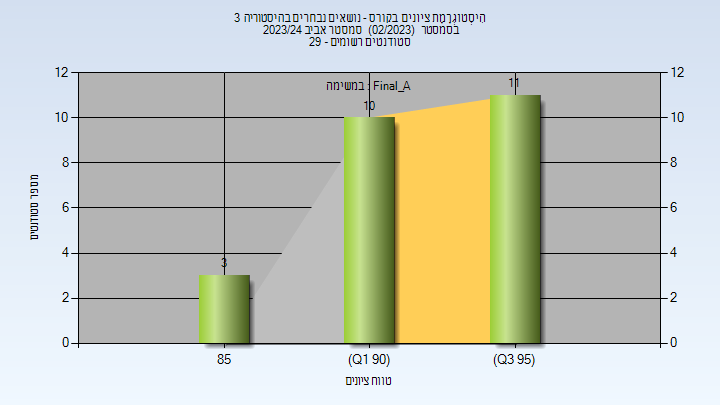 היסטוגרמת ציונים בקורס - נושאים נבחרים בהיסטוריה 3
בסמסטר (02/2023) סמסטר אביב 2023/24
סטודנטים רשומים - 29
במשימה : Final_A
12 12
10 10
8 8
6 6
4 4
2 2
0 0
3
10
11
מספר סטודנטים
85 (Q1 90) (Q3 95)
טווח ציונים